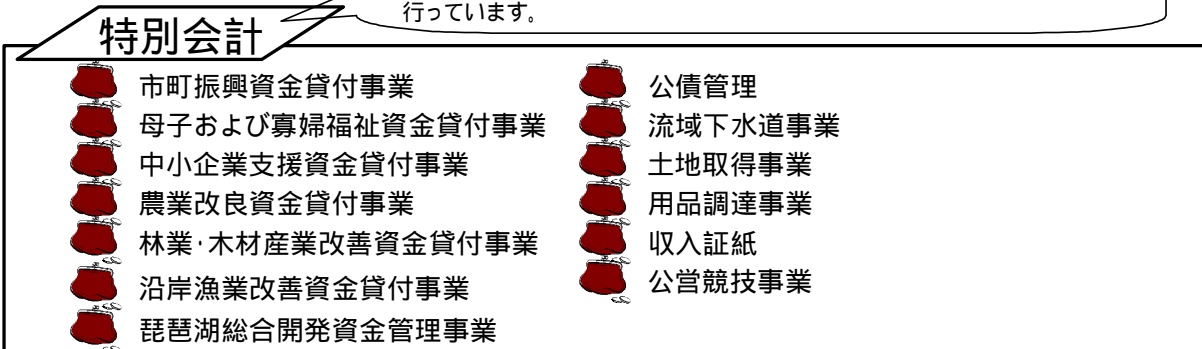 行っています。
特別会計
市町振興資金貸付事業
母子および寡婦福祉資金貸付事業
中小企業支援資金貸付事業
農業改良資金貸付事業
林業・木材産業改善資金貸付事業
沿岸漁業改善資金貸付事業
琵琶湖総合開発資金管理事業
公債管理
流域下水道事業
土地取得事業
用品調達事業
収入証紙
公営競技事業